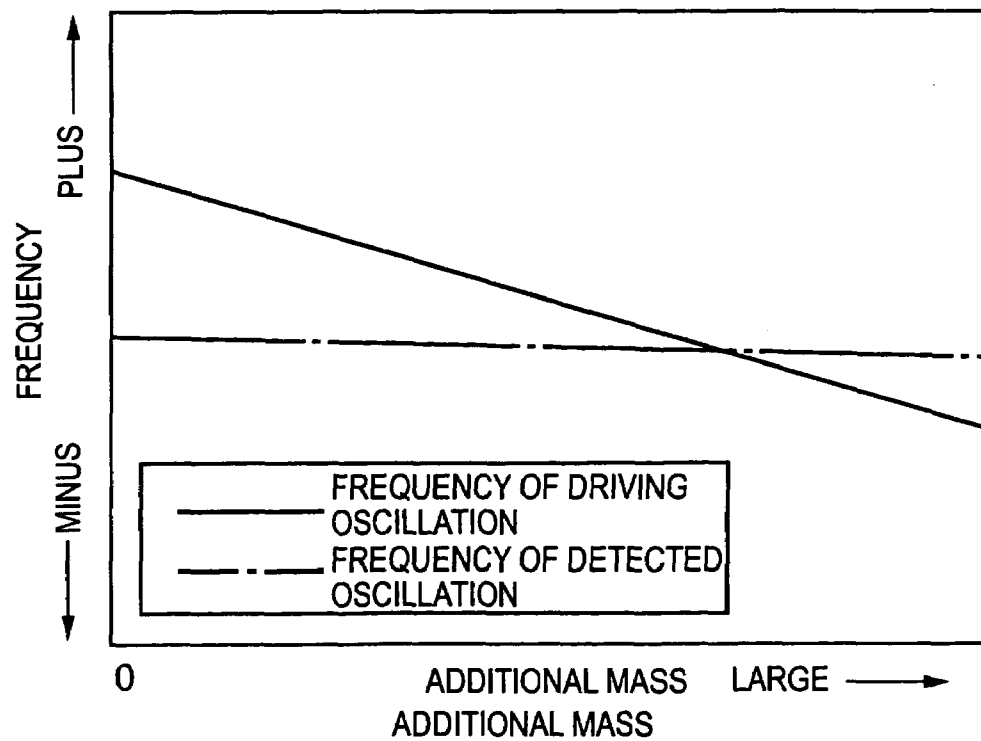 FREQUENCY
PLUS
MINUS
FREQUENCY OF DRIVING
OSCILLATION
FREQUENCY OF DETECTED
OSCILLATION
0
ADDITIONAL MASS LARGE
ADDITIONAL MASS